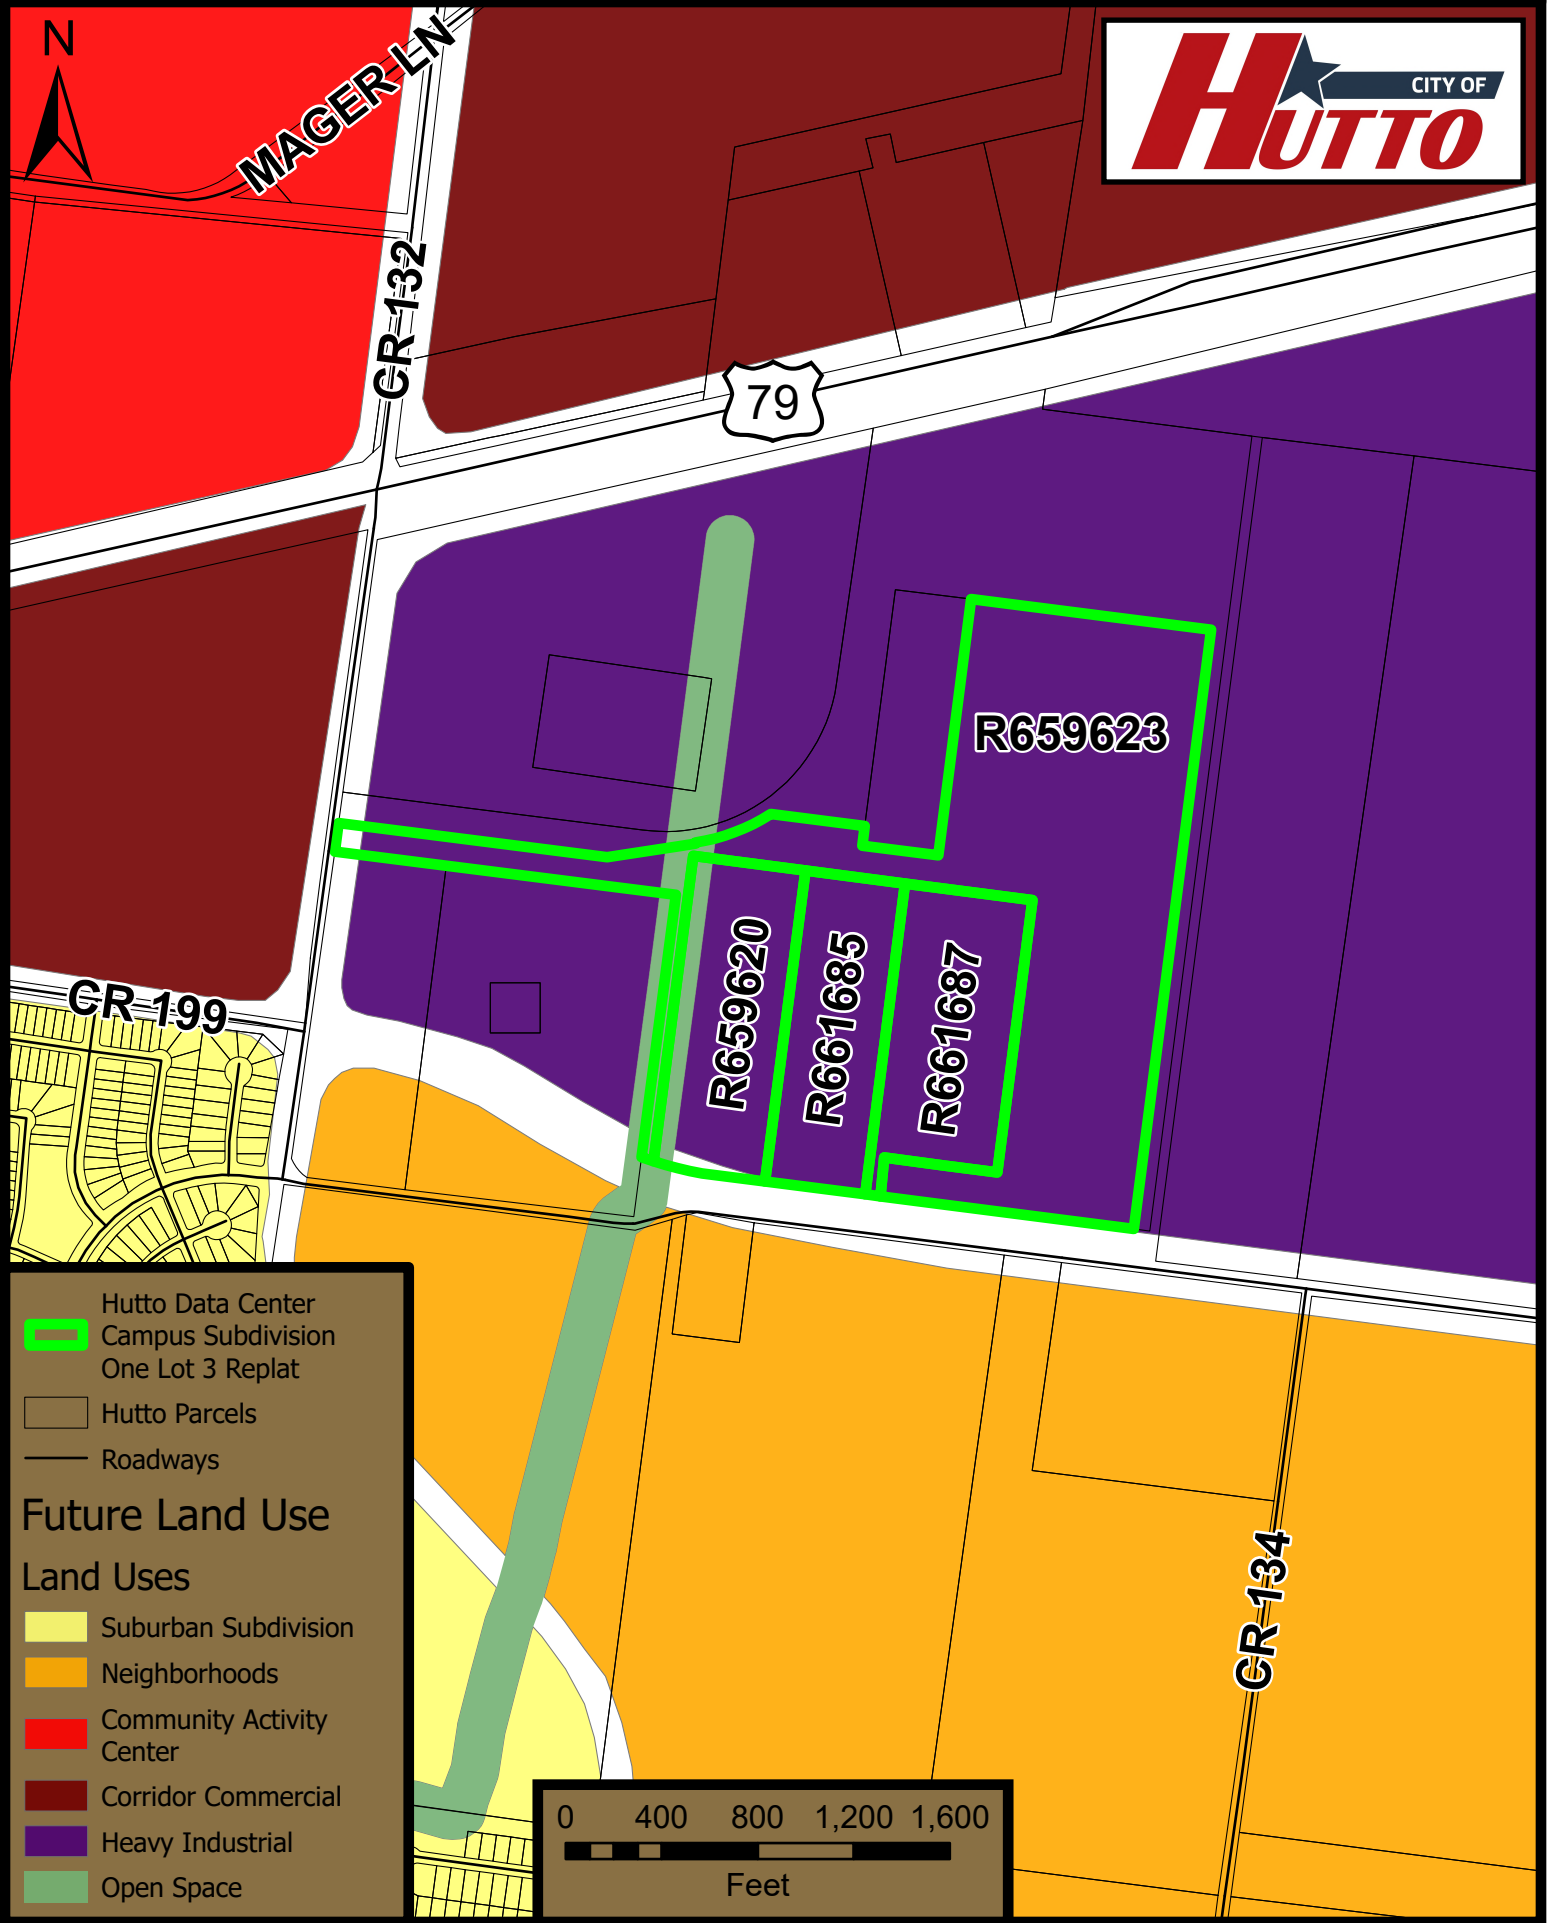 N
MAGER LN
CITY OF
HUTTO
CR 132
79
R659623
R659620
R661685
R661687
CR 199
CR 134
Hutto Data Center
Campus Subdivision
One Lot 3 Replat
Hutto Parcels
Roadways
Future Land Use
Land Uses
Suburban Subdivision
Neighborhoods
Community Activity
Center
Corridor Commercial
Heavy Industrial
Open Space
0 400 800 1,200 1,600
Feet